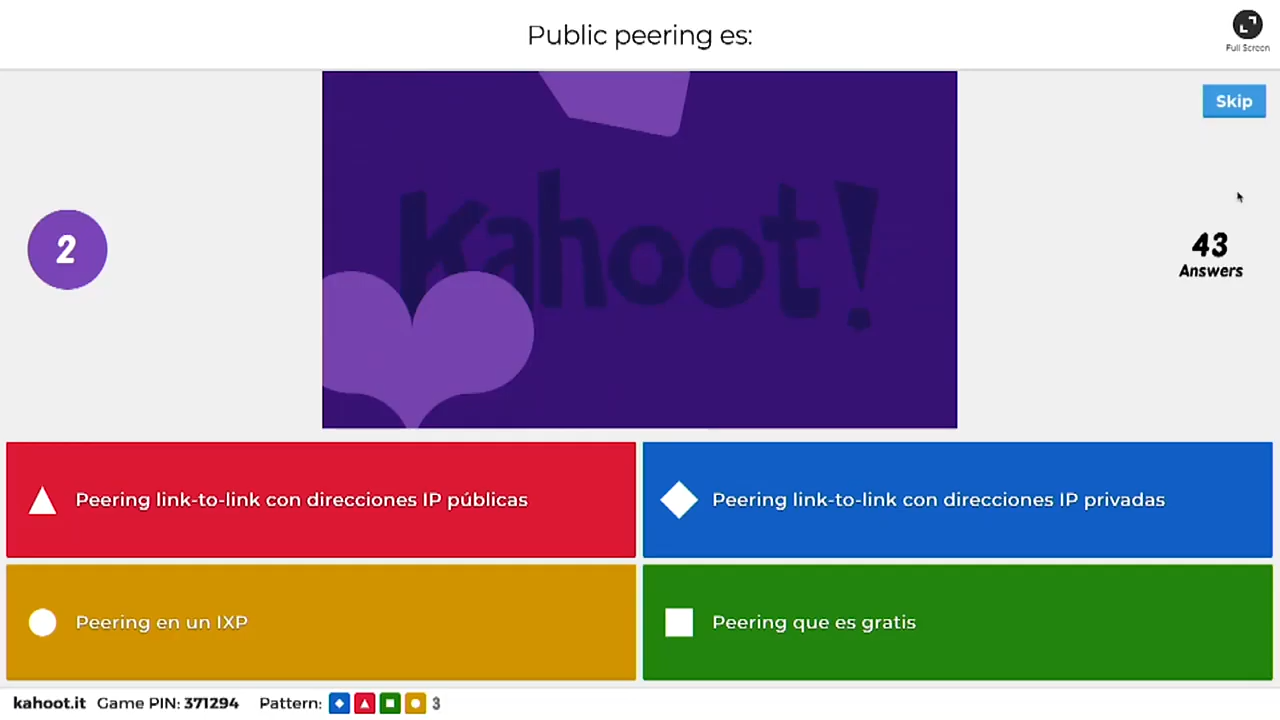 Public peering es:
Full Screen
Skip
Kahoot!
2
43
Answers
Peering link-to-link con direcciones IP públicas
Peering link-to-link con direcciones IP privadas
Peering en un IXP
Peering que es gratis
kahoot.it Game PIN: 371294 Pattern: 3